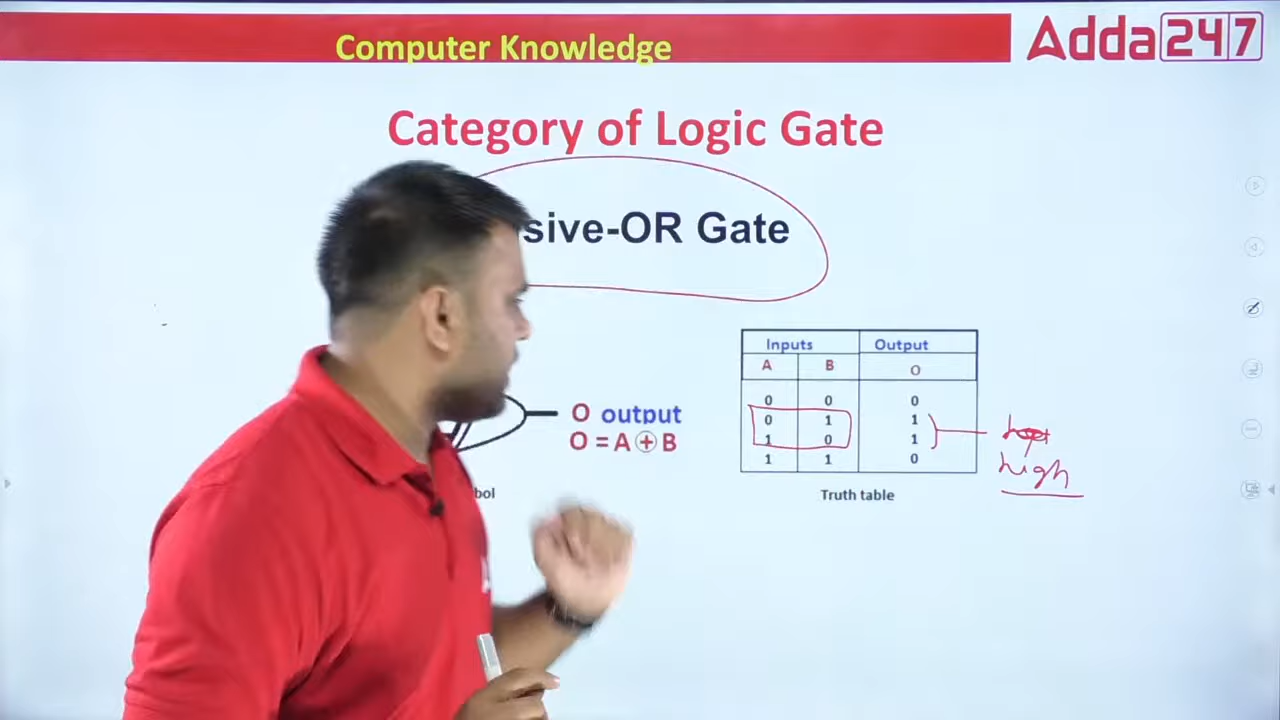 Computer Knowledge
Adda247
Category of Logic Gate
sive-OR Gate
Inputs Output
A B O
0 0 0
0 1 1
1 0 1
1 1 0
O output
O = A ⊕ B
bol
Truth table
high